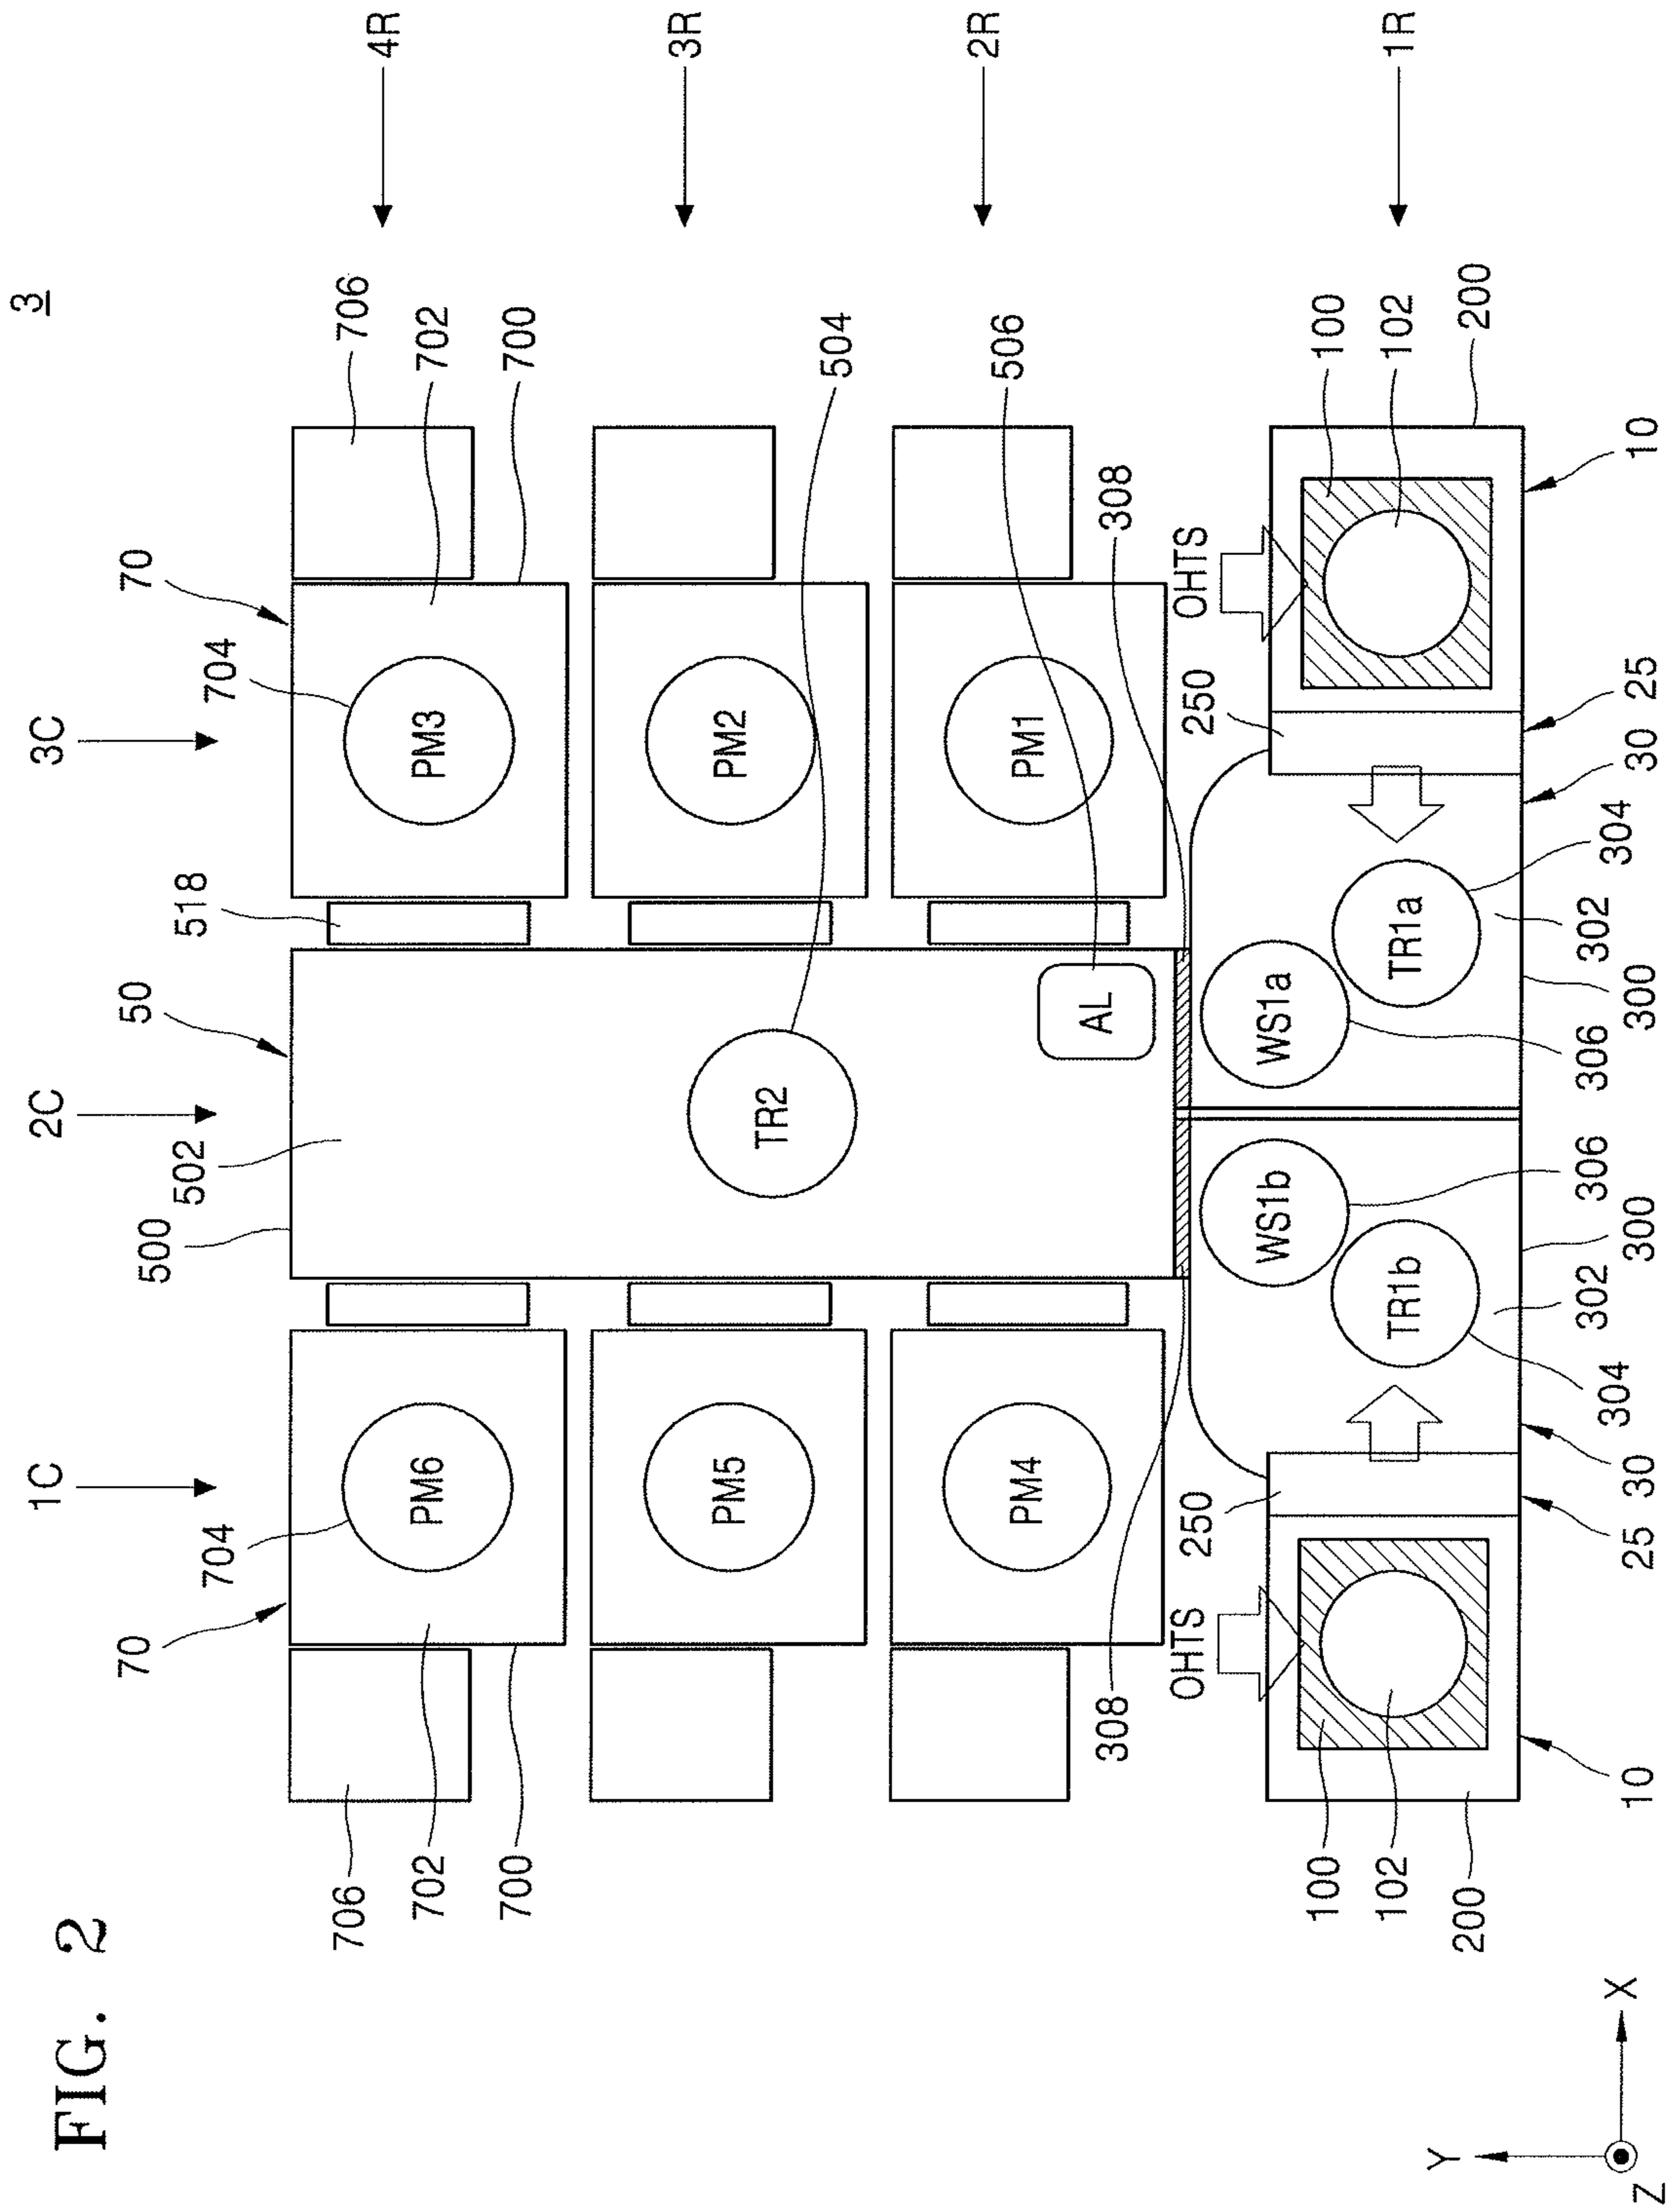 FIG. 2
3
1C
2C
3C
70
50
70
500
502
518
704
704
706
706
4R
702
PM6
PM3
702
700
700
3R
PM5
PM2
TR2
504
2R
506
PM4
PM1
AL
308
308
OHTS
OHTS
250
250
WS1b
WS1a
100
100
102
102
1R
TR1b
TR1a
Y
200
200
302
306
306
302
304
304
X
10
25
30
300
300
30
25
10
Z